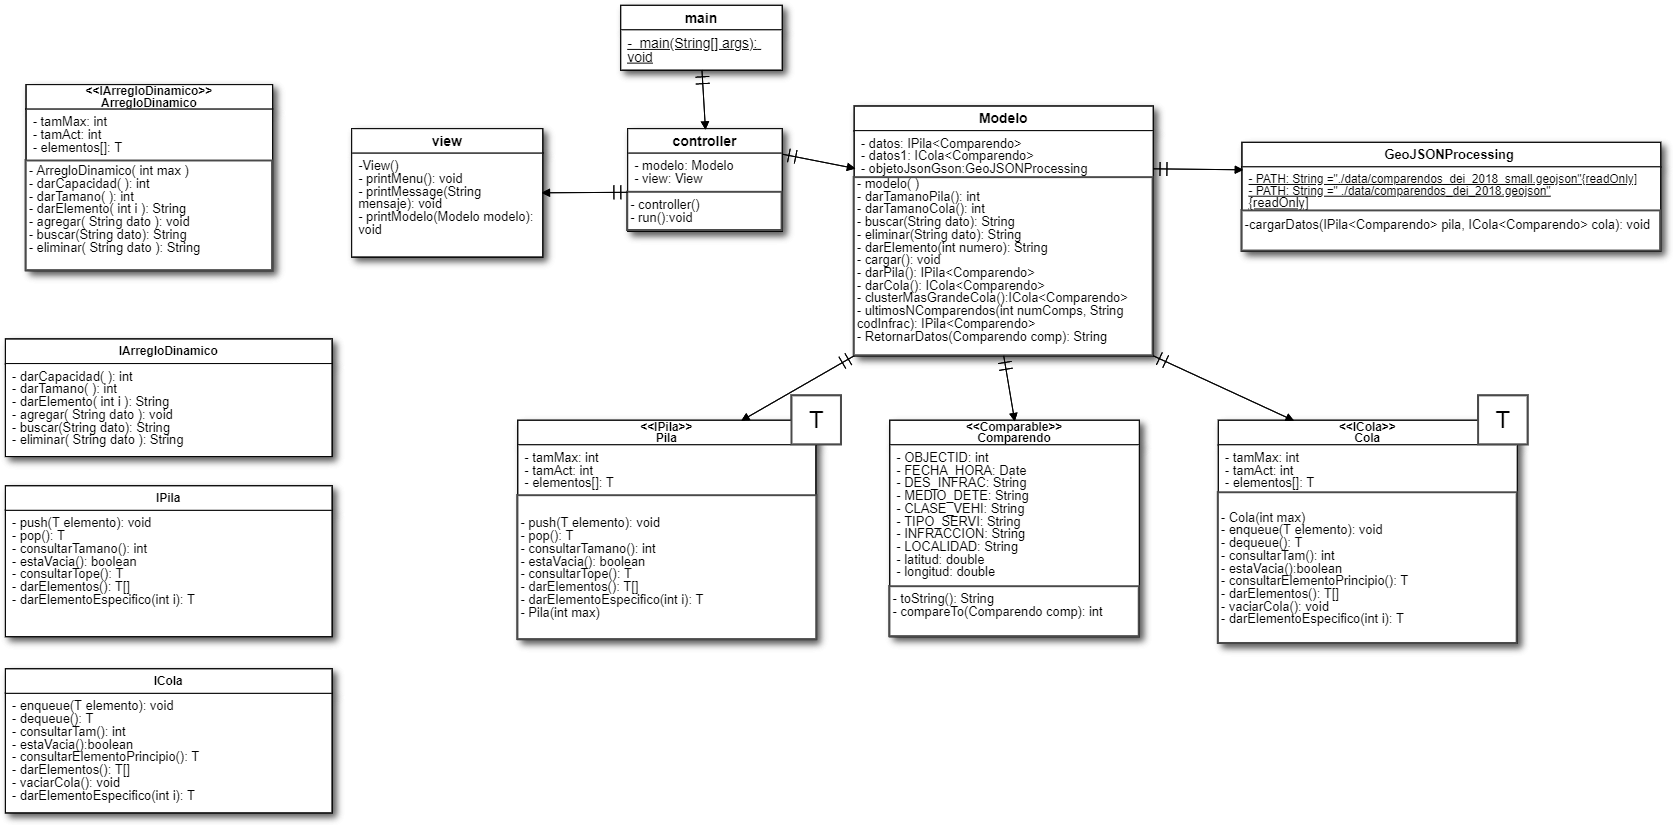 main
- main(String[] args):
void
<<IArregloDinamico>>
ArregloDinamico
- tamMax: int
- tamAct: int
- elementos[]: T
- ArregloDinamico( int max )
- darCapacidad( ): int
- darTamano( ): int
- darElemento( int i ): String
- agregar( String dato ): void
- buscar(String dato): String
- eliminar( String dato ): String
view
-View()
- printMenu(): void
- printMessage(String
mensaje): void
- printModelo(Modelo modelo):
void
controller
- modelo: Modelo
- view: View
- controller()
- run():void
Modelo
- datos: IPila<Comparendo>
- datos1: ICola<Comparendo>
- objetoJsonGson:GeoJSONProcessing
- modelo( )
- darTamanoPila(): int
- darTamanoCola(): int
- buscar(String dato): String
- eliminar(String dato): String
- darElemento(int numero): String
- cargar(): void
- darPila(): IPila<Comparendo>
- darCola(): ICola<Comparendo>
- clusterMasGrandeCola():ICola<Comparendo>
- ultimosNComparendos(int numComps, String
codInfrac): IPila<Comparendo>
- RetornarDatos(Comparendo comp): String
GeoJSONProcessing
- PATH: String ="./data/comparendos_dei_2018_small.geojson"{readOnly]
- PATH: String ="./data/comparendos_dei_2018.geojson"
{readOnly]
-cargarDatos(IPila<Comparendo> pila, ICola<Comparendo> cola): void
IArregloDinamico
- darCapacidad( ): int
- darTamano( ): int
- darElemento( int i ): String
- agregar( String dato ): void
- buscar(String dato): String
- eliminar( String dato ): String
IPila
- push(T elemento): void
- pop(): T
- consultarTamano(): int
- estaVacia(): boolean
- consultarTope(): T
- darElementos(): T[]
- darElementoEspecifico(int i): T
ICola
- enqueue(T elemento): void
- dequeue(): T
- consultarTam(): int
- estaVacia():boolean
- consultarElementoPrincipio(): T
- darElementos(): T[]
- vaciarCola(): void
- darElementoEspecifico(int i): T
T
<<IPila>>
Pila
- tamMax: int
- tamAct: int
- elementos[]: T
- push(T elemento): void
- pop(): T
- consultarTamano(): int
- estaVacia(): boolean
- consultarTope(): T
- darElementos(): T[]
- darElementoEspecifico(int i): T
- Pila(int max)
<<Comparable>>
Comparendo
- OBJECTID: int
- FECHA_HORA: Date
- DES_INFRAC: String
- MEDIO_DETE: String
- CLASE_VEHI: String
- TIPO_SERVI: String
- INFRACCION: String
- LOCALIDAD: String
- latitud: double
- longitud: double
- toString(): String
- compareTo(Comparendo comp): int
T
<<ICola>>
Cola
- tamMax: int
- tamAct: int
- elementos[]: T
- Cola(int max)
- enqueue(T elemento): void
- dequeue(): T
- consultarTam(): int
- estaVacia():boolean
- consultarElementoPrincipio(): T
- darElementos(): T[]
- vaciarCola(): void
- darElementoEspecifico(int i): T